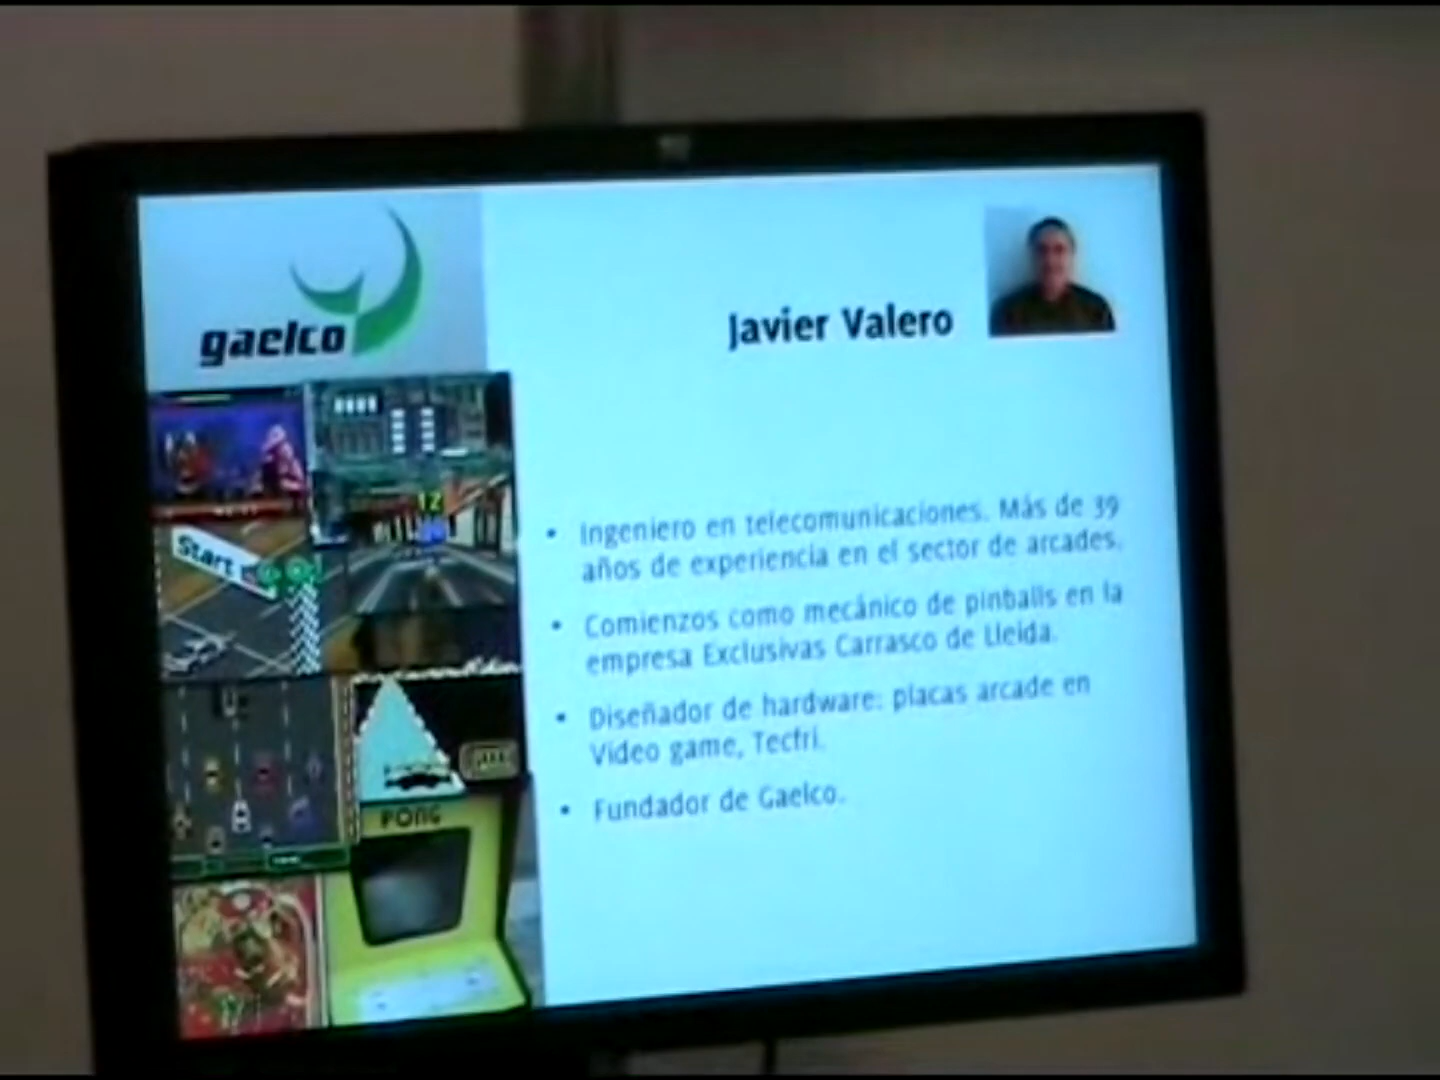 gaelco
Javier Valero
Start
12
PONG
• Ingeniero en telecomunicaciones. Más de 39
años de experiencia en el sector de arcades.
• Comienzos como mecánico de pinballs en la
empresa Exclusivas Carrasco de Lleida.
• Diseñador de hardware: placas arcade en
Video game, Tecfri.
• Fundador de Gaelco.